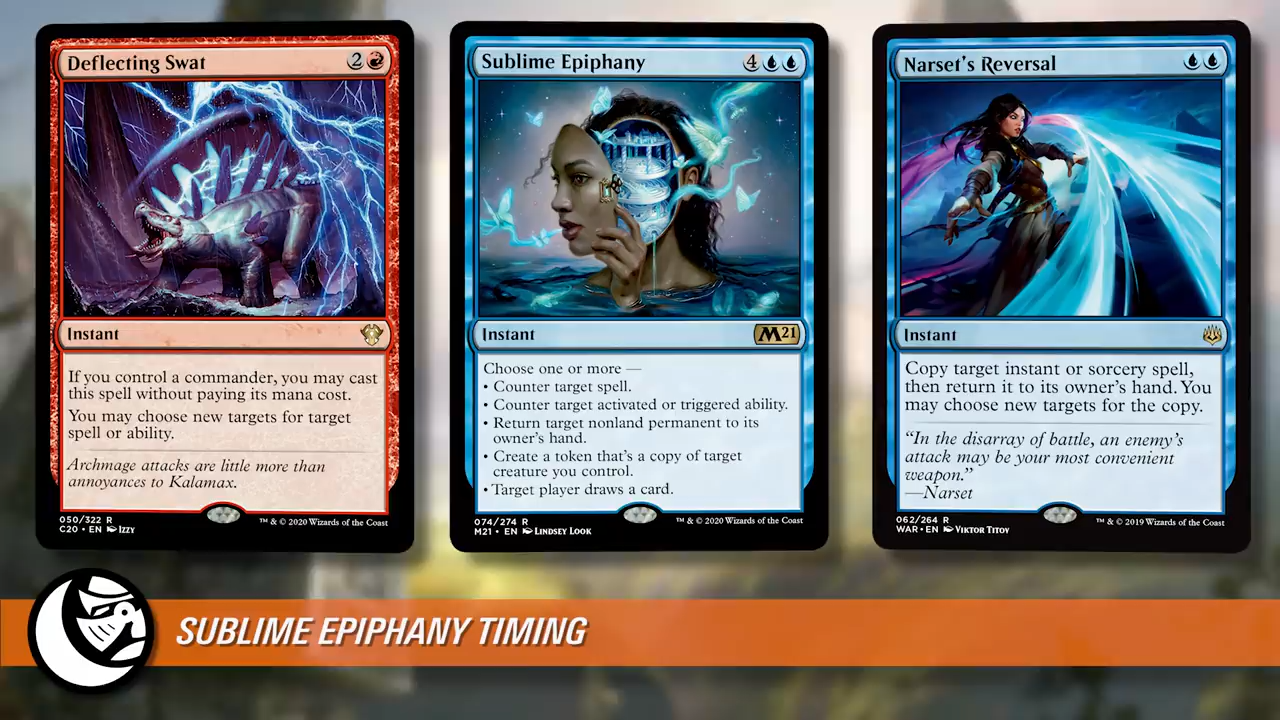 Deflecting Swat
2
Instant
If you control a commander, you may cast
this spell without paying its mana cost.
You may choose new targets for target
spell or ability.
Archmage attacks are little more than
annoyances to Kalamax.
050/322 R
C20 • EN IZZY
™ & © 2020 Wizards of the Coast
Sublime Epiphany
4
Instant
M21
Choose one or more —
• Counter target spell.
• Counter target activated or triggered ability.
• Return target nonland permanent to its
owner's hand.
• Create a token that's a copy of target
creature you control.
• Target player draws a card.
074/274 R
M21 • EN LINDSEY LOOK
™ & © 2020 Wizards of the Coast
Narset's Reversal
Instant
Copy target instant or sorcery spell,
then return it to its owner's hand. You
may choose new targets for the copy.
"In the disarray of battle, an enemy's
attack may be your most convenient
weapon."
—Narset
062/264 R
WAR • EN VIKTOR TITOV
™ & © 2019 Wizards of the Coast
SUBLIME EPIPHANY TIMING